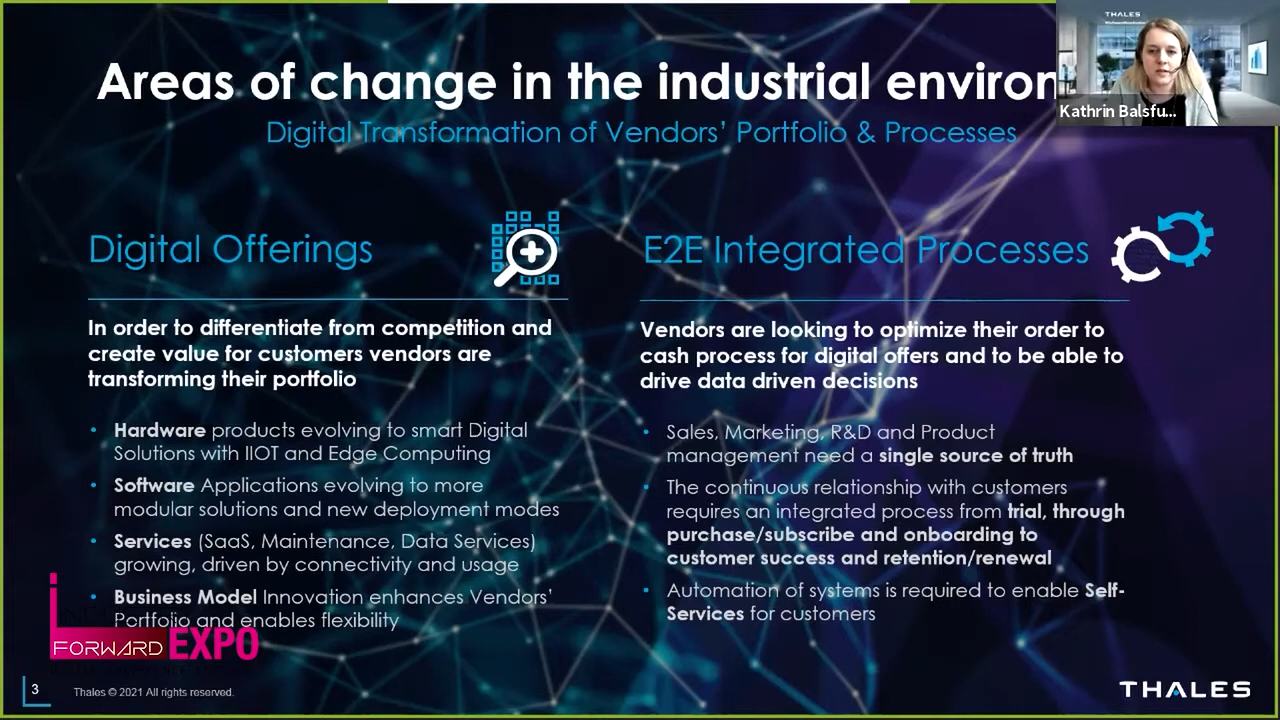 THALES
Areas of change in the industrial environ
Kathrin Balsfu...
Digital Transformation of Vendors' Portfolio & Processes
Digital Offerings
In order to differentiate from competition and
create value for customers vendors are
transforming their portfolio
• Hardware products evolving to smart Digital
Solutions with IIOT and Edge Computing
• Software Applications evolving to more
modular solutions and new deployment modes
• Services (SaaS, Maintenance, Data Services)
growing, driven by connectivity and usage
• Business Model Innovation enhances Vendors'
Portfolio and enables flexibility
E2E Integrated Processes
Vendors are looking to optimize their order to
cash process for digital offers and to be able to
drive data driven decisions
• Sales, Marketing, R&D and Product
management need a single source of truth
• The continuous relationship with customers
requires an integrated process from trial, through
purchase/subscribe and onboarding to
customer success and retention/renewal
• Automation of systems is required to enable Self-
Services for customers
FORWARD EXPO
3
Thales © 2021 All rights reserved.
THALES